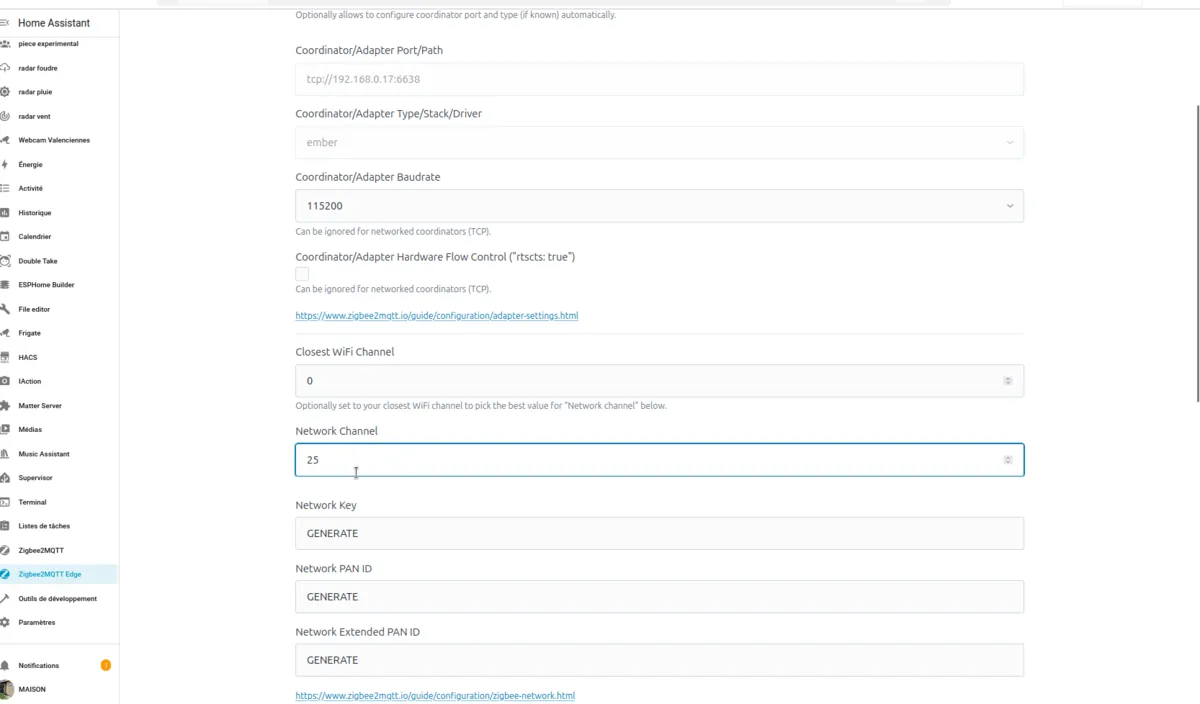 Home Assistant
piece experimental
radar foudre
radar pluie
radar vent
Webcam Valenciennes
Énergie
Activité
Historique
Calendrier
Double Take
ESPHome Builder
File editor
Frigate
HACS
IAction
Matter Server
Médias
Music Assistant
Supervisor
Terminal
Listes de tâches
Zigbee2MQTT
Zigbee2MQTT Edge
Outils de développement
Paramètres
Notifications
MAISON
Optionally allows to configure coordinator port and type (if known) automatically.
Coordinator/Adapter Port/Path
tcp://192.168.0.17:6638
Coordinator/Adapter Type/Stack/Driver
ember
Coordinator/Adapter Baudrate
115200
Can be ignored for networked coordinators (TCP).
Coordinator/Adapter Hardware Flow Control ("rtscts: true")
Can be ignored for networked coordinators (TCP).
https://www.zigbee2mqtt.io/guide/configuration/adapter-settings.html
Closest WiFi Channel
0
Optionally set to your closest WiFi channel to pick the best value for "Network channel" below.
Network Channel
25
Network Key
GENERATE
Network PAN ID
GENERATE
Network Extended PAN ID
GENERATE
https://www.zigbee2mqtt.io/guide/configuration/zigbee-network.html